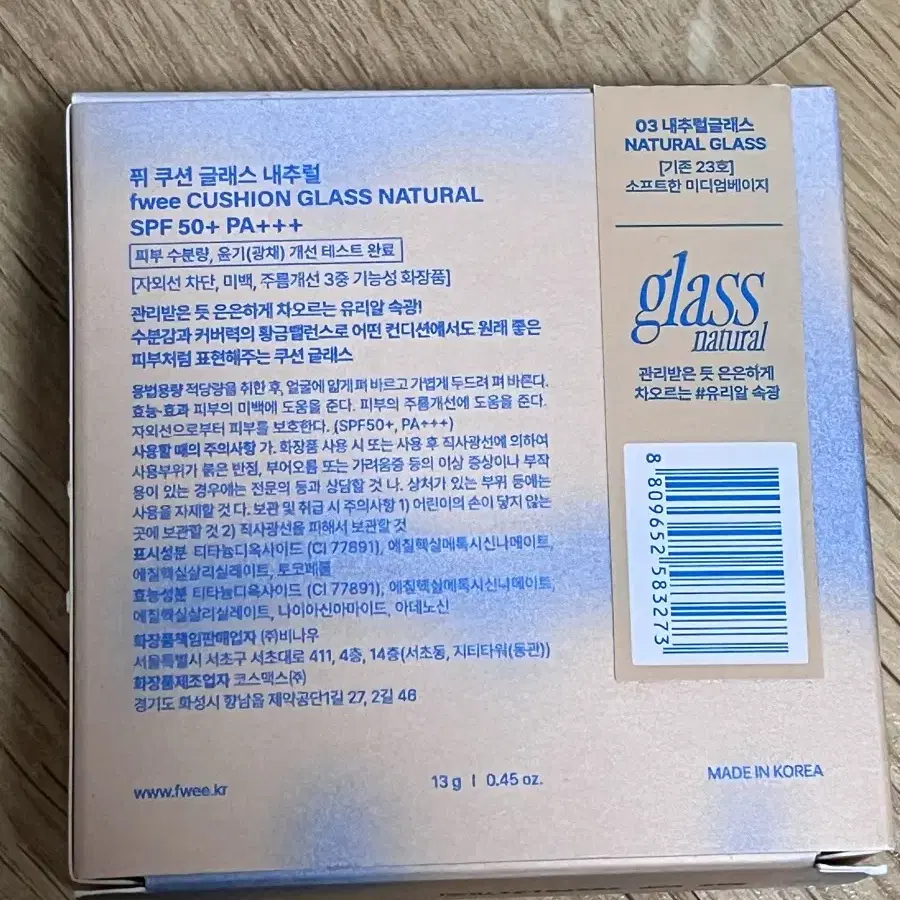 퓌 쿠션 글래스 내추럴
fwee CUSHION GLASS NATURAL
SPF 50+ PA+++
피부 수분량, 윤기(광채) 개선 테스트 완료
[자외선 차단, 미백, 주름개선 3중 기능성 화장품]
관리받은 듯 은은하게 차오르는 유리알 속광!
수분감과 커버력의 황금밸런스로 어떤 컨디션에서도 원래 좋은
피부처럼 표현해주는 쿠션 글래스
용법용량 적당량을 취한 후, 얼굴에 얇게 펴 바르고 가볍게 두드려 펴 바른다.
효능·효과 피부의 미백에 도움을 준다. 피부의 주름개선에 도움을 준다.
자외선으로부터 피부를 보호한다. (SPF50+, PA+++)
사용할 때의 주의사항 가. 화장품 사용 시 또는 사용 후 직사광선에 의하여
사용부위가 붉은 반점, 부어오름 또는 가려움증 등의 이상 증상이나 부작
용이 있는 경우에는 전문의 등과 상담할 것 나. 상처가 있는 부위 등에는
사용을 자제할 것 다. 보관 및 취급 시 주의사항 1) 어린이의 손이 닿지 않는
곳에 보관할 것 2) 직사광선을 피해서 보관할 것
표시성분 티타늄디옥사이드 (CI 77891), 에칠헥실메톡시신나메이트,
에칠헥실살리실레이트, 토코페롤
효능성분 티타늄디옥사이드 (CI 77891), 에칠헥실메톡시신나메이트,
에칠헥실살리실레이트, 나이아신아마이드, 아데노신
화장품책임판매업자 (주)비나우
서울특별시 서초구 서초대로 411, 4층, 14층(서초동, 지티타워(동관))
화장품제조업자 코스맥스(주)
경기도 화성시 향남읍 제약공단1길 27, 2길 46
www.fwee.kr
13 g | 0.45 oz.
MADE IN KOREA
03 내추럴글래스
NATURAL GLASS
[기존 23호]
소프트한 미디엄베이지
glass
natural
관리받은 듯 은은하게
차오르는 #유리알 속광
8 809652 583273